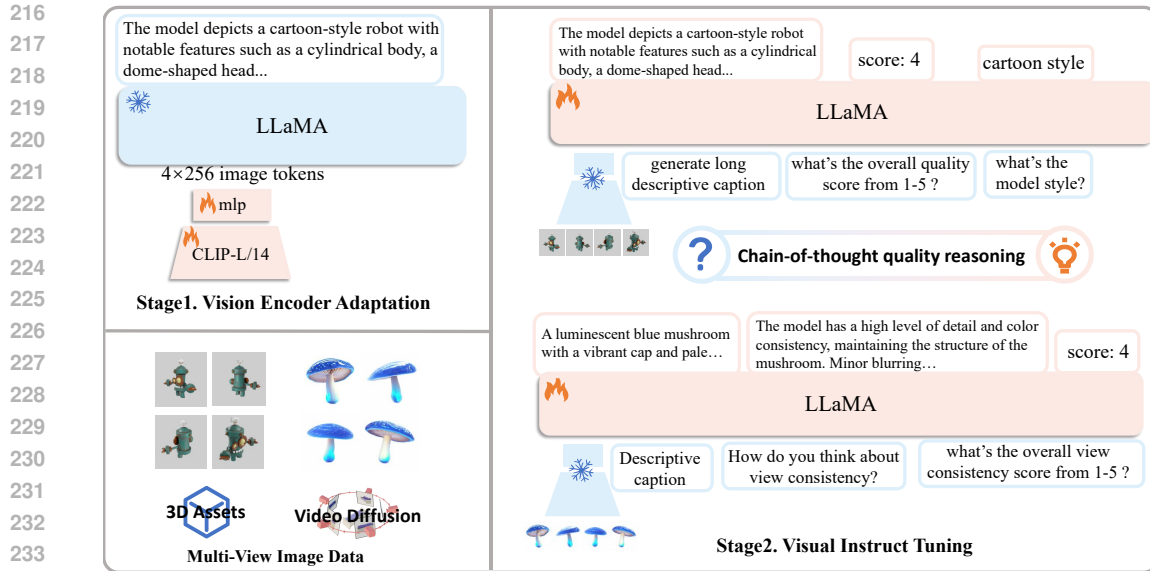 216
217
218
219
220
221
222
223
224
225
226
227
228
229
230
231
232
233
The model depicts a cartoon-style robot with
notable features such as a cylindrical body, a
dome-shaped head...
LLaMA
4×256 image tokens
mlp
CLIP-L/14
Stage1. Vision Encoder Adaptation
3D Assets
Video Diffusion
Multi-View Image Data
The model depicts a cartoon-style robot
with notable features such as a cylindrical
body, a dome-shaped head...
score: 4
cartoon style
LLaMA
generate long
descriptive caption
what's the overall quality
score from 1-5 ?
what's the
model style?
? Chain-of-thought quality reasoning
A luminescent blue mushroom
with a vibrant cap and pale…
The model has a high level of detail and color
consistency, maintaining the structure of the
mushroom. Minor blurring…
score: 4
LLaMA
Descriptive
caption
How do you think about
view consistency?
what's the overall view
consistency score from 1-5 ?
Stage2. Visual Instruct Tuning